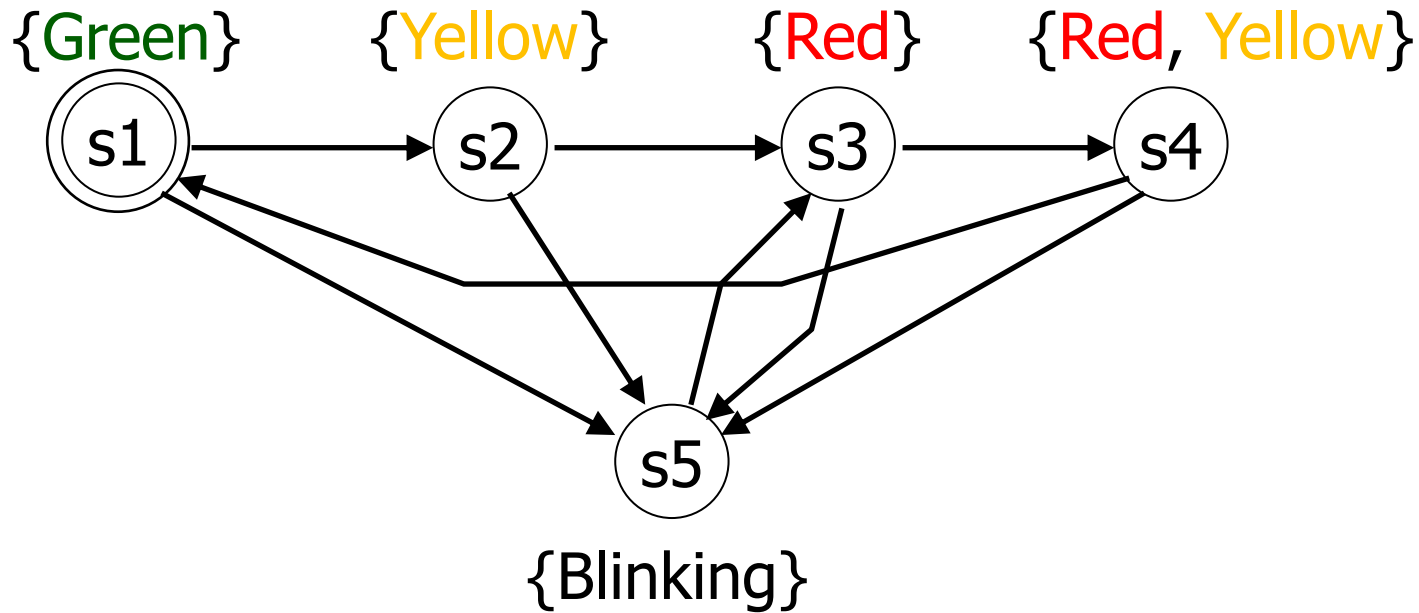 {Green} {Yellow} {Red} {Red, Yellow}
s1 s2 s3 s4
s5
{Blinking}